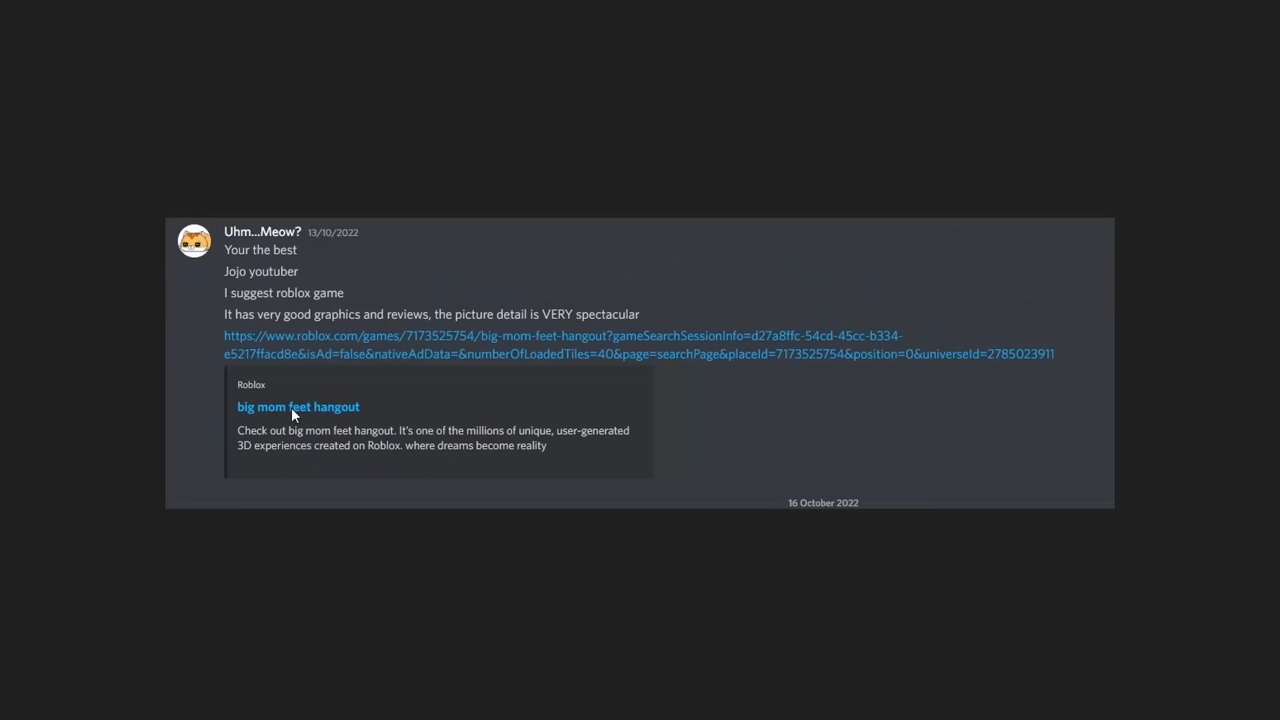 Uhm...Meow? 13/10/2022
Your the best
Jojo youtuber
I suggest roblox game
It has very good graphics and reviews, the picture detail is VERY spectacular
https://www.roblox.com/games/7173525754/big-mom-feet-hangout?gameSearchSessionInfo=d27a8ffc-54cd-45cc-b334-
e5217ffacd8e&isAd=false&nativeAdData=&numberOfLoadedTiles=40&page=searchPage&placeId=7173525754&position=0&universeId=2785023911
Roblox
big mom feet hangout
Check out big mom feet hangout. It's one of the millions of unique, user-generated
3D experiences created on Roblox. where dreams become reality
16 October 2022